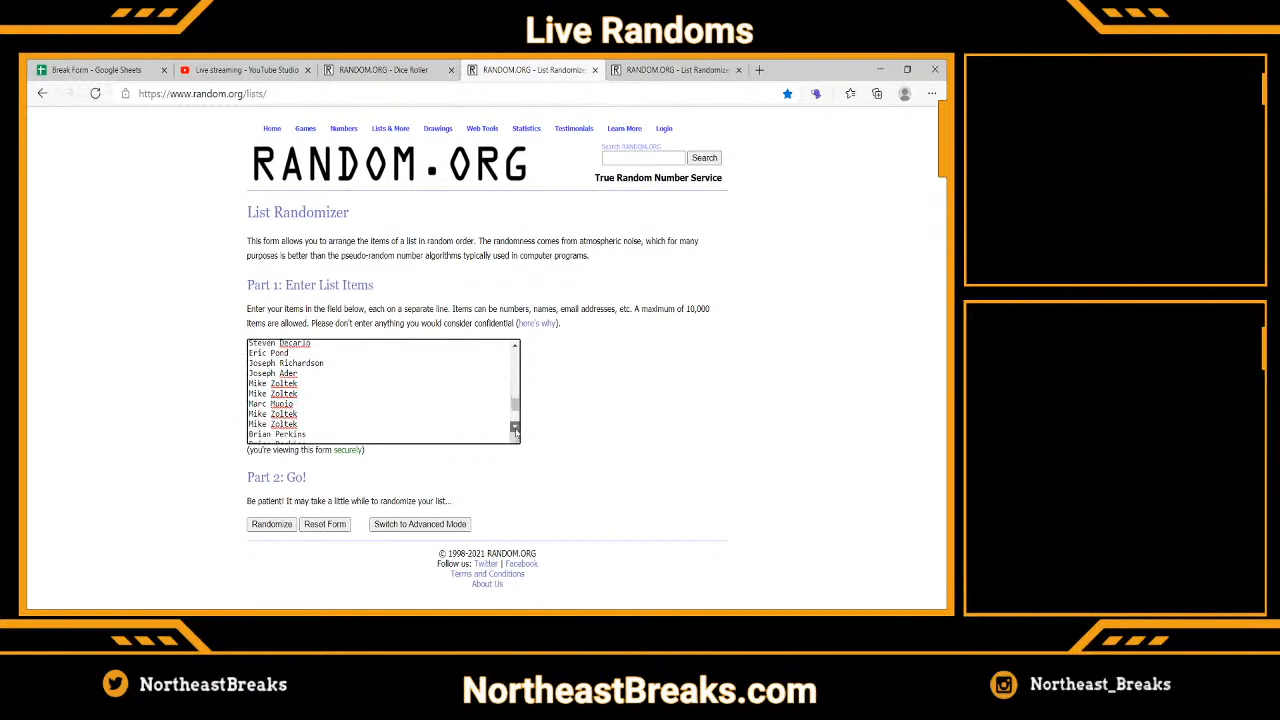 Live Randoms
Break Form - Google Sheets
Live streaming - YouTube Studio
RANDOM.ORG - Dice Roller
RANDOM.ORG - List Randomize
RANDOM.ORG - List Randomize
https://www.random.org/lists/
Home Games Numbers Lists & More Drawings Web Tools Statistics Testimonials Learn More Login
RANDOM.ORG
Search RANDOM.ORG
Search
True Random Number Service
List Randomizer
This form allows you to arrange the items of a list in random order. The randomness comes from atmospheric noise, which for many
purposes is better than the pseudo-random number algorithms typically used in computer programs.
Part 1: Enter List Items
Enter your items in the field below, each on a separate line. Items can be numbers, names, email addresses, etc. A maximum of 10,000
items are allowed. Please don't enter anything you would consider confidential (here's why).
Steven Decarlo
Eric Pond
Joseph Richardson
Joseph Ader
Mike Zoltek
Mike Zoltek
Marc Muoio
Mike Zoltek
Mike Zoltek
Brian Perkins
(you're viewing this form securely)
Part 2: Go!
Be patient! It may take a little while to randomize your list...
Randomize Reset Form Switch to Advanced Mode
© 1998-2021 RANDOM.ORG
Follow us: Twitter | Facebook
Terms and Conditions
About Us
NortheastBreaks
NortheastBreaks.com
Northeast_Breaks